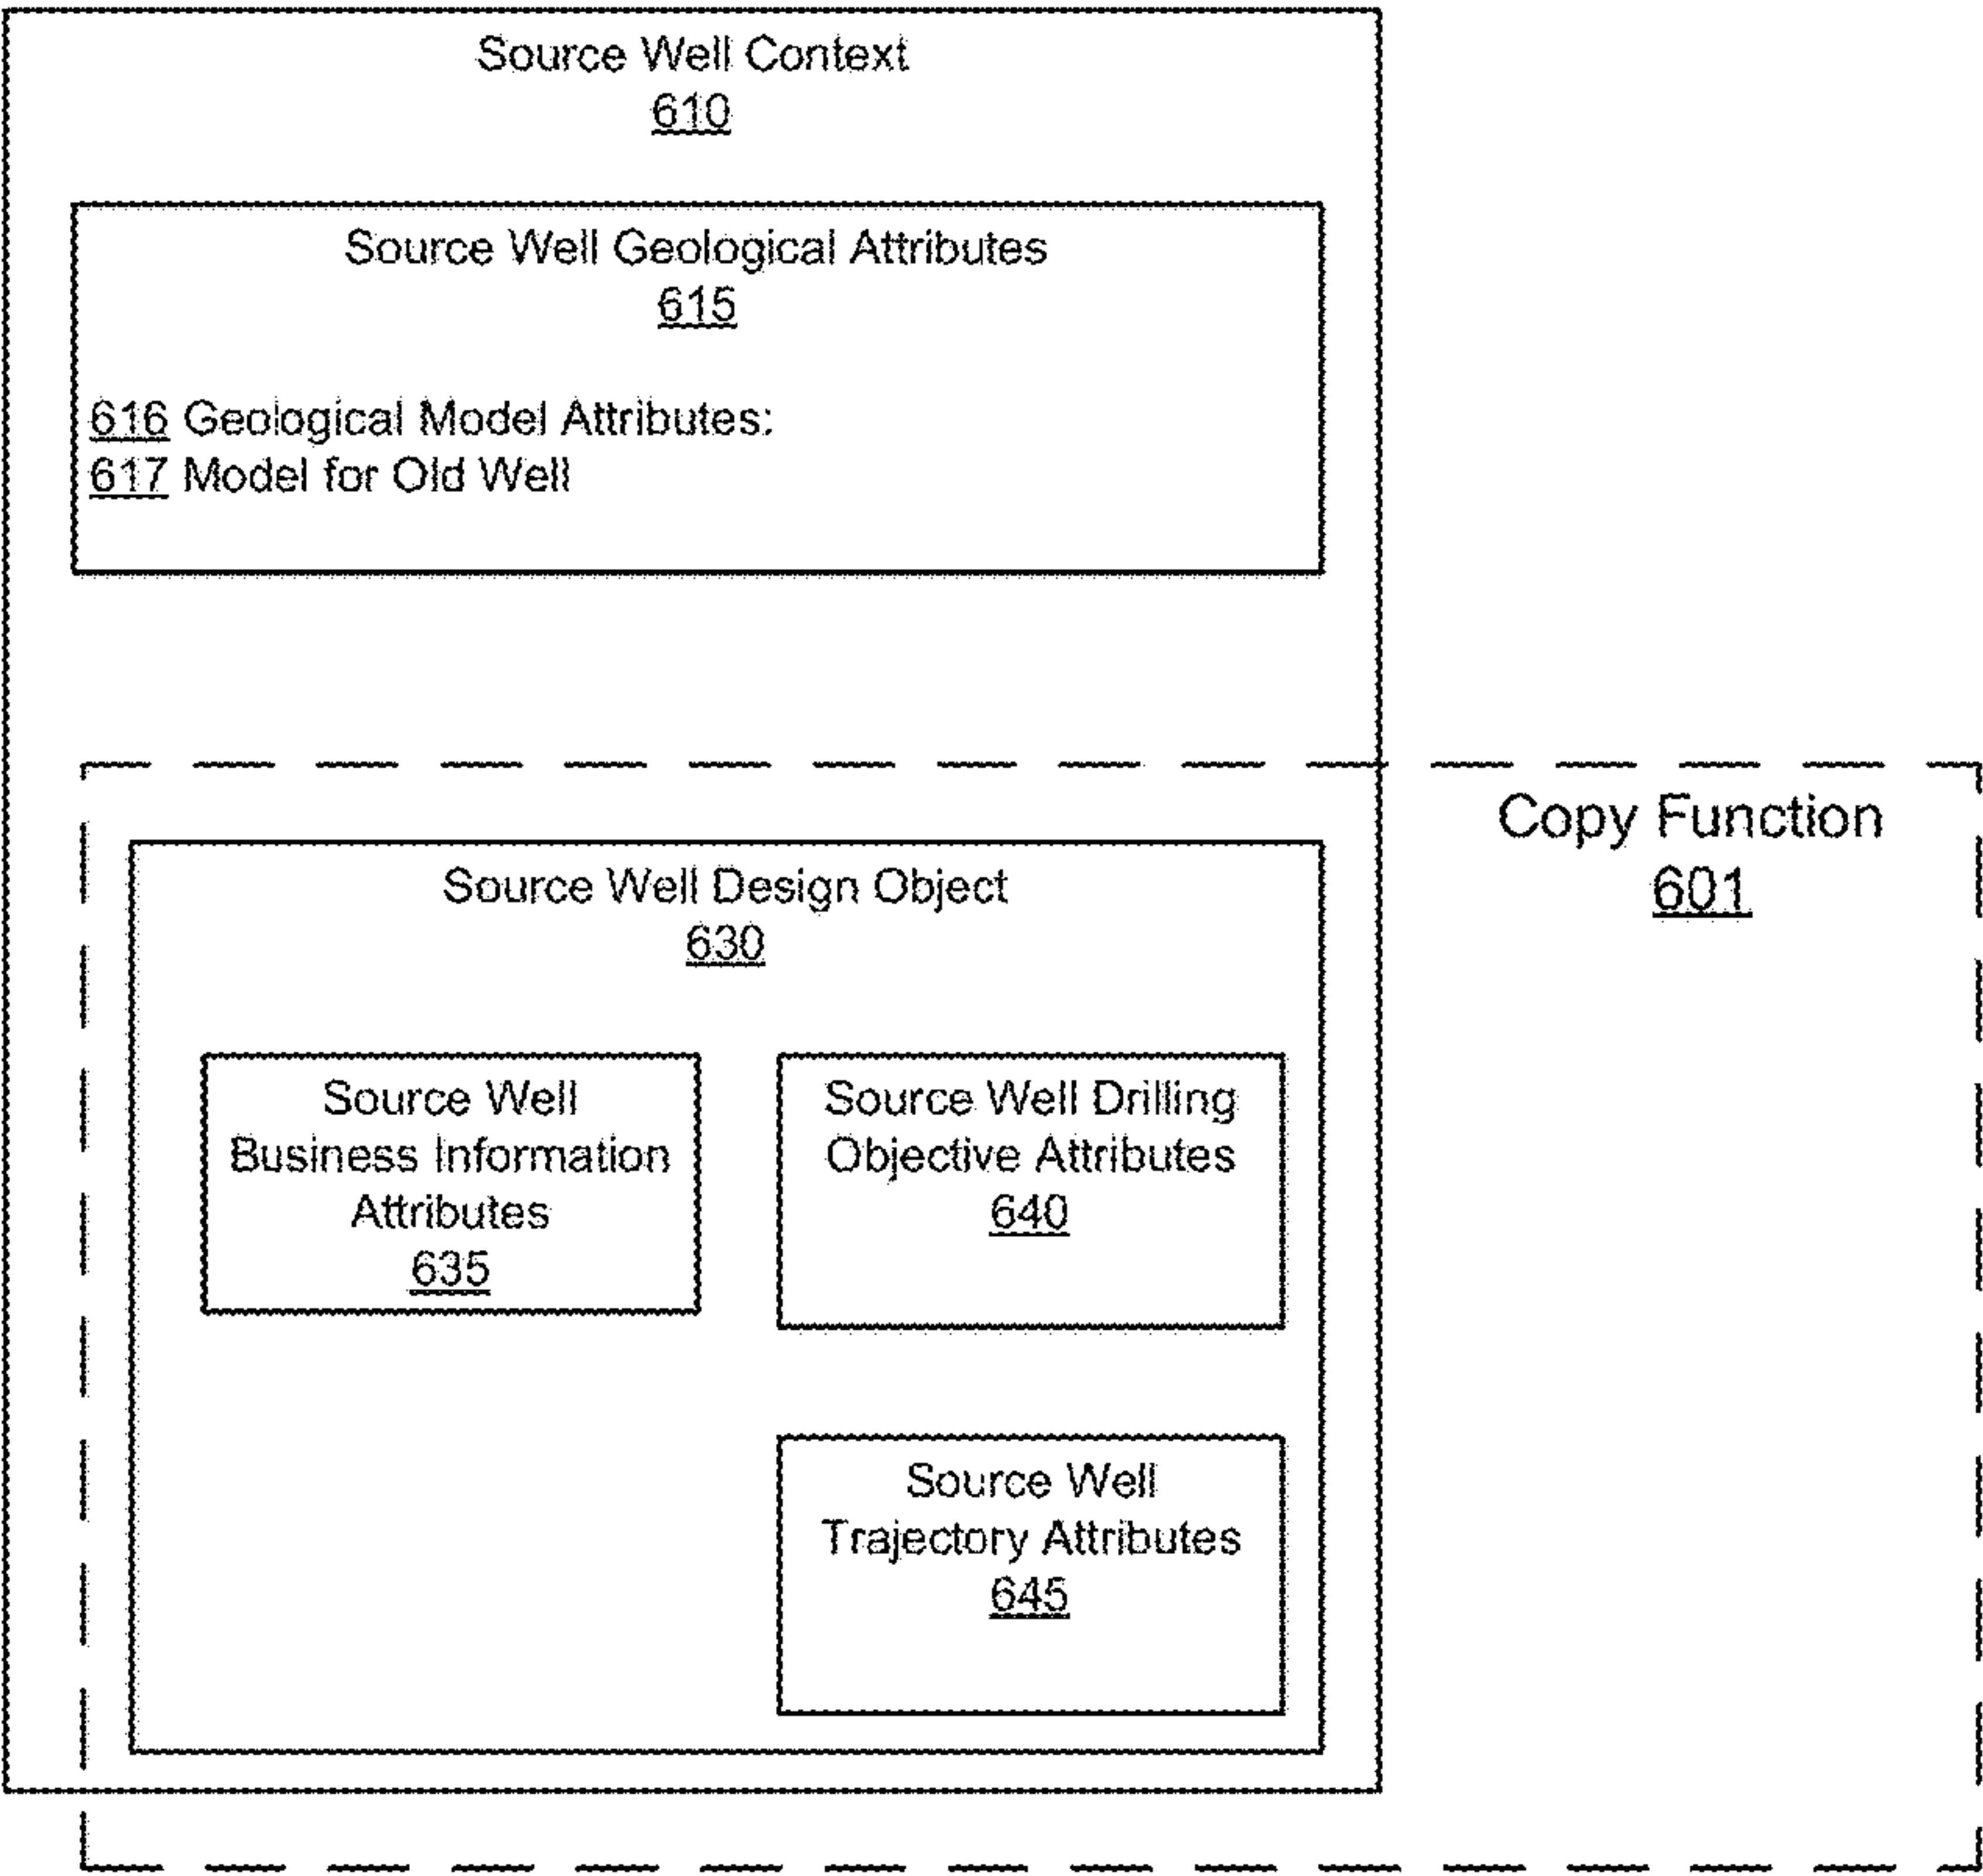 Source Well Context
610
Source Well Geological Attributes
615
616 Geological Model Attributes:
617 Model for Old Well
Copy Function
601
Source Well Design Object
630
Source Well
Business Information
Attributes
635
Source Well Drilling
Objective Attributes
640
Source Well
Trajectory Attributes
645